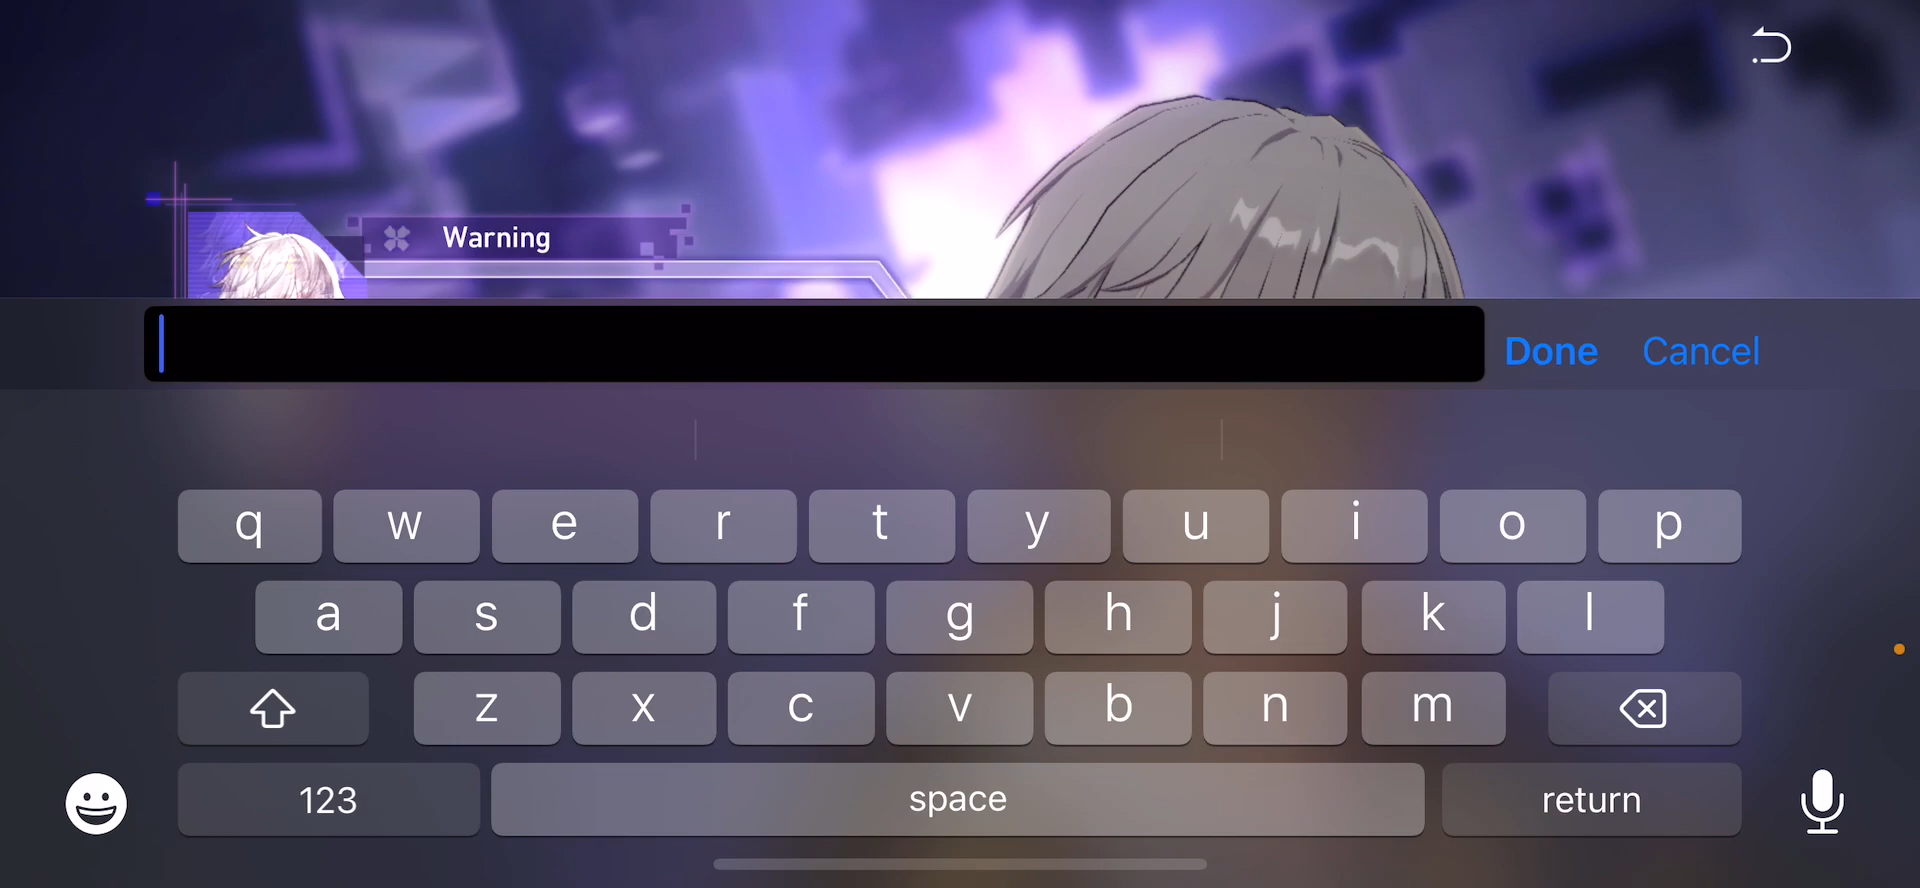 Warning
Done Cancel
q w e r t y u i o p
a s d f g h j k l
z x c v b n m
123 space return